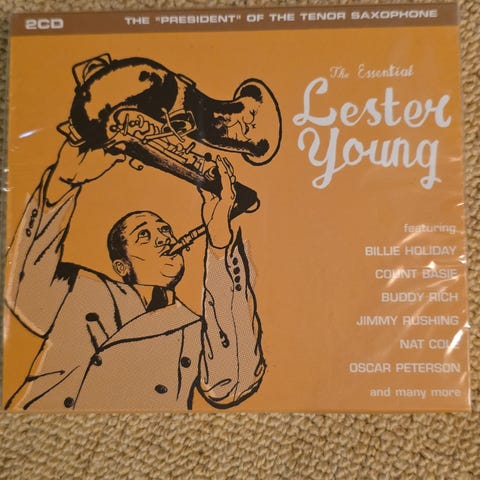 2CD THE "PRESIDENT" OF THE TENOR SAXOPHONE
The Essential
Lester
Young
featuring
BILLIE HOLIDAY
COUNT BASIE
BUDDY RICH
JIMMY RUSHING
NAT COLE
OSCAR PETERSON
and many more